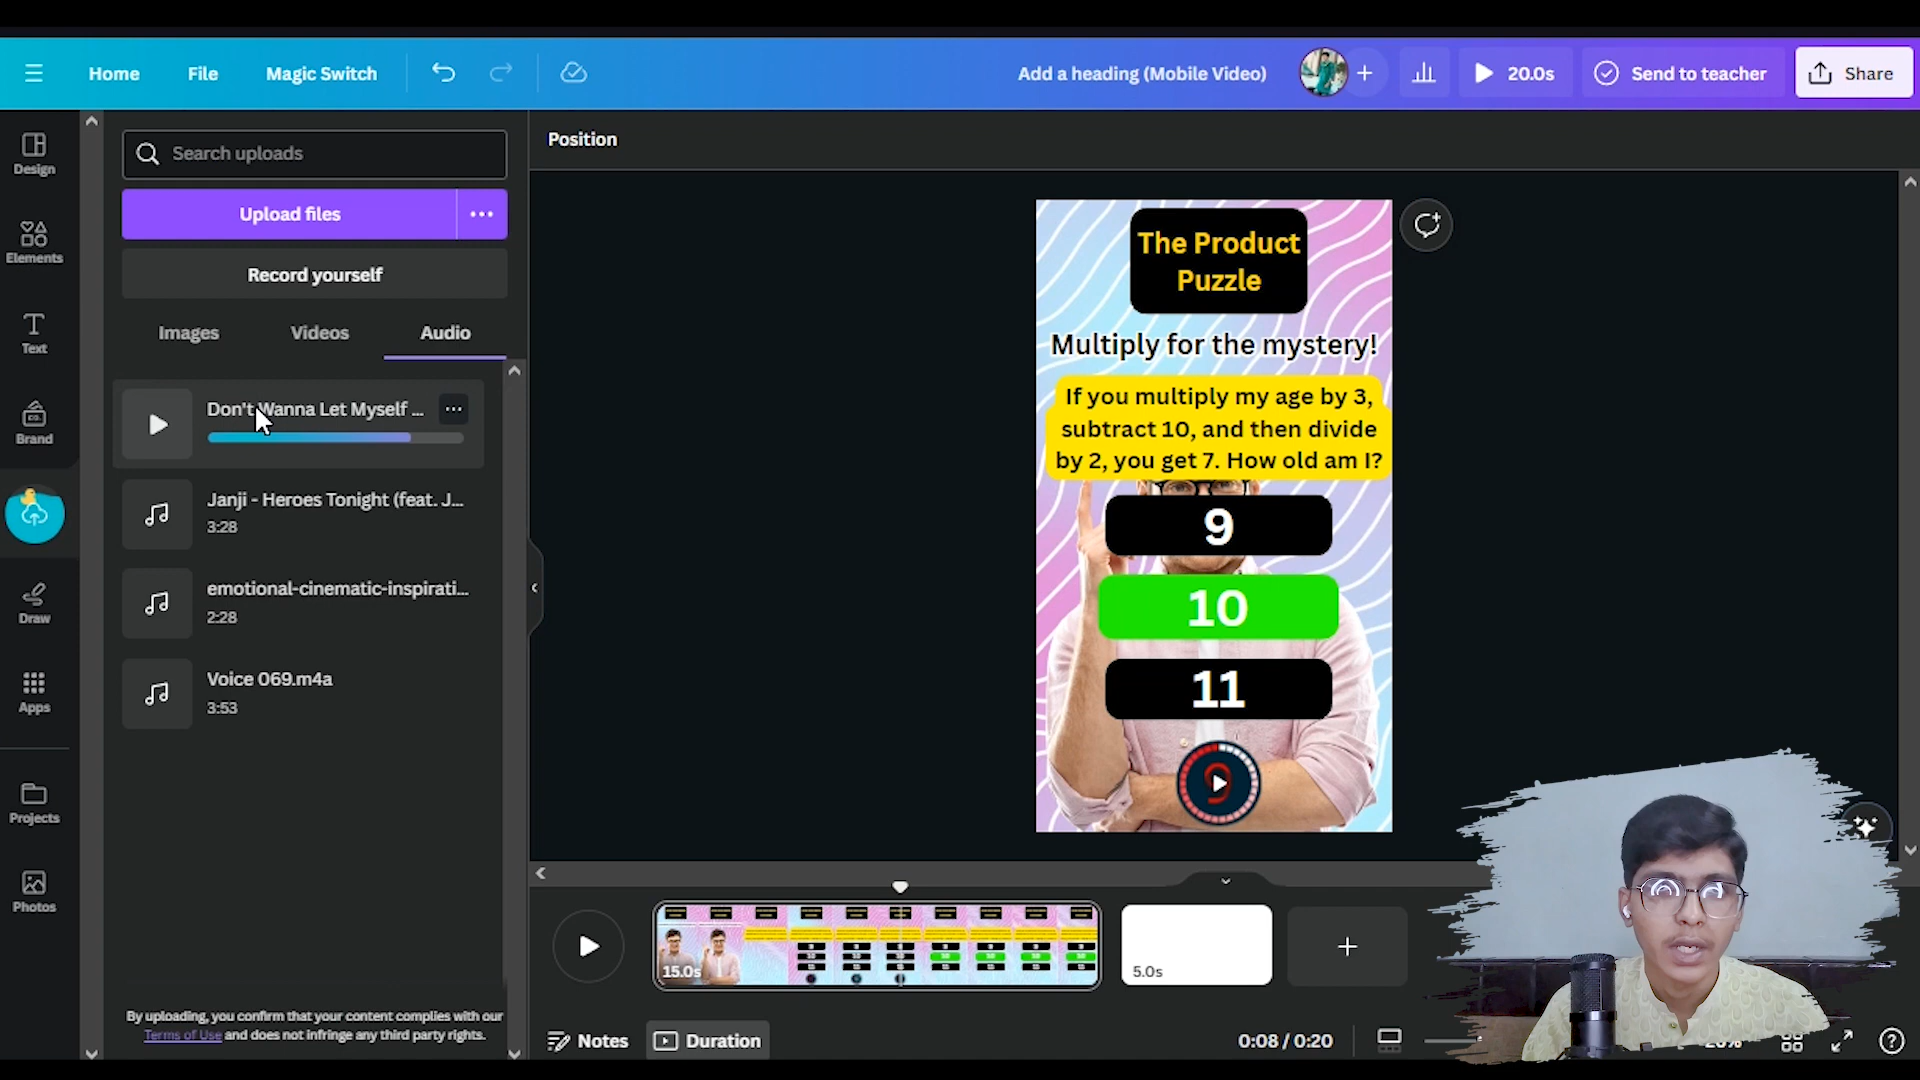 Home
File
Magic Switch
Add a heading (Mobile Video)
20.0s
Send to teacher
Share
Design
Elements
Text
Brand
Draw
Apps
Projects
Photos
Search uploads
Upload files
Record yourself
Images
Videos
Audio
Don't Wanna Let Myself ...
Janji - Heroes Tonight (feat. J...
3:28
emotional-cinematic-inspirati...
2:28
Voice 069.m4a
3:53
By uploading, you confirm that your content complies with our
Terms of Use and does not infringe any third party rights.
Position
The Product
Puzzle
Multiply for the mystery!
If you multiply my age by 3,
subtract 10, and then divide
by 2, you get 7. How old am I?
9
10
11
9
15.0s
5.0s
Notes
Duration
0:08 / 0:20